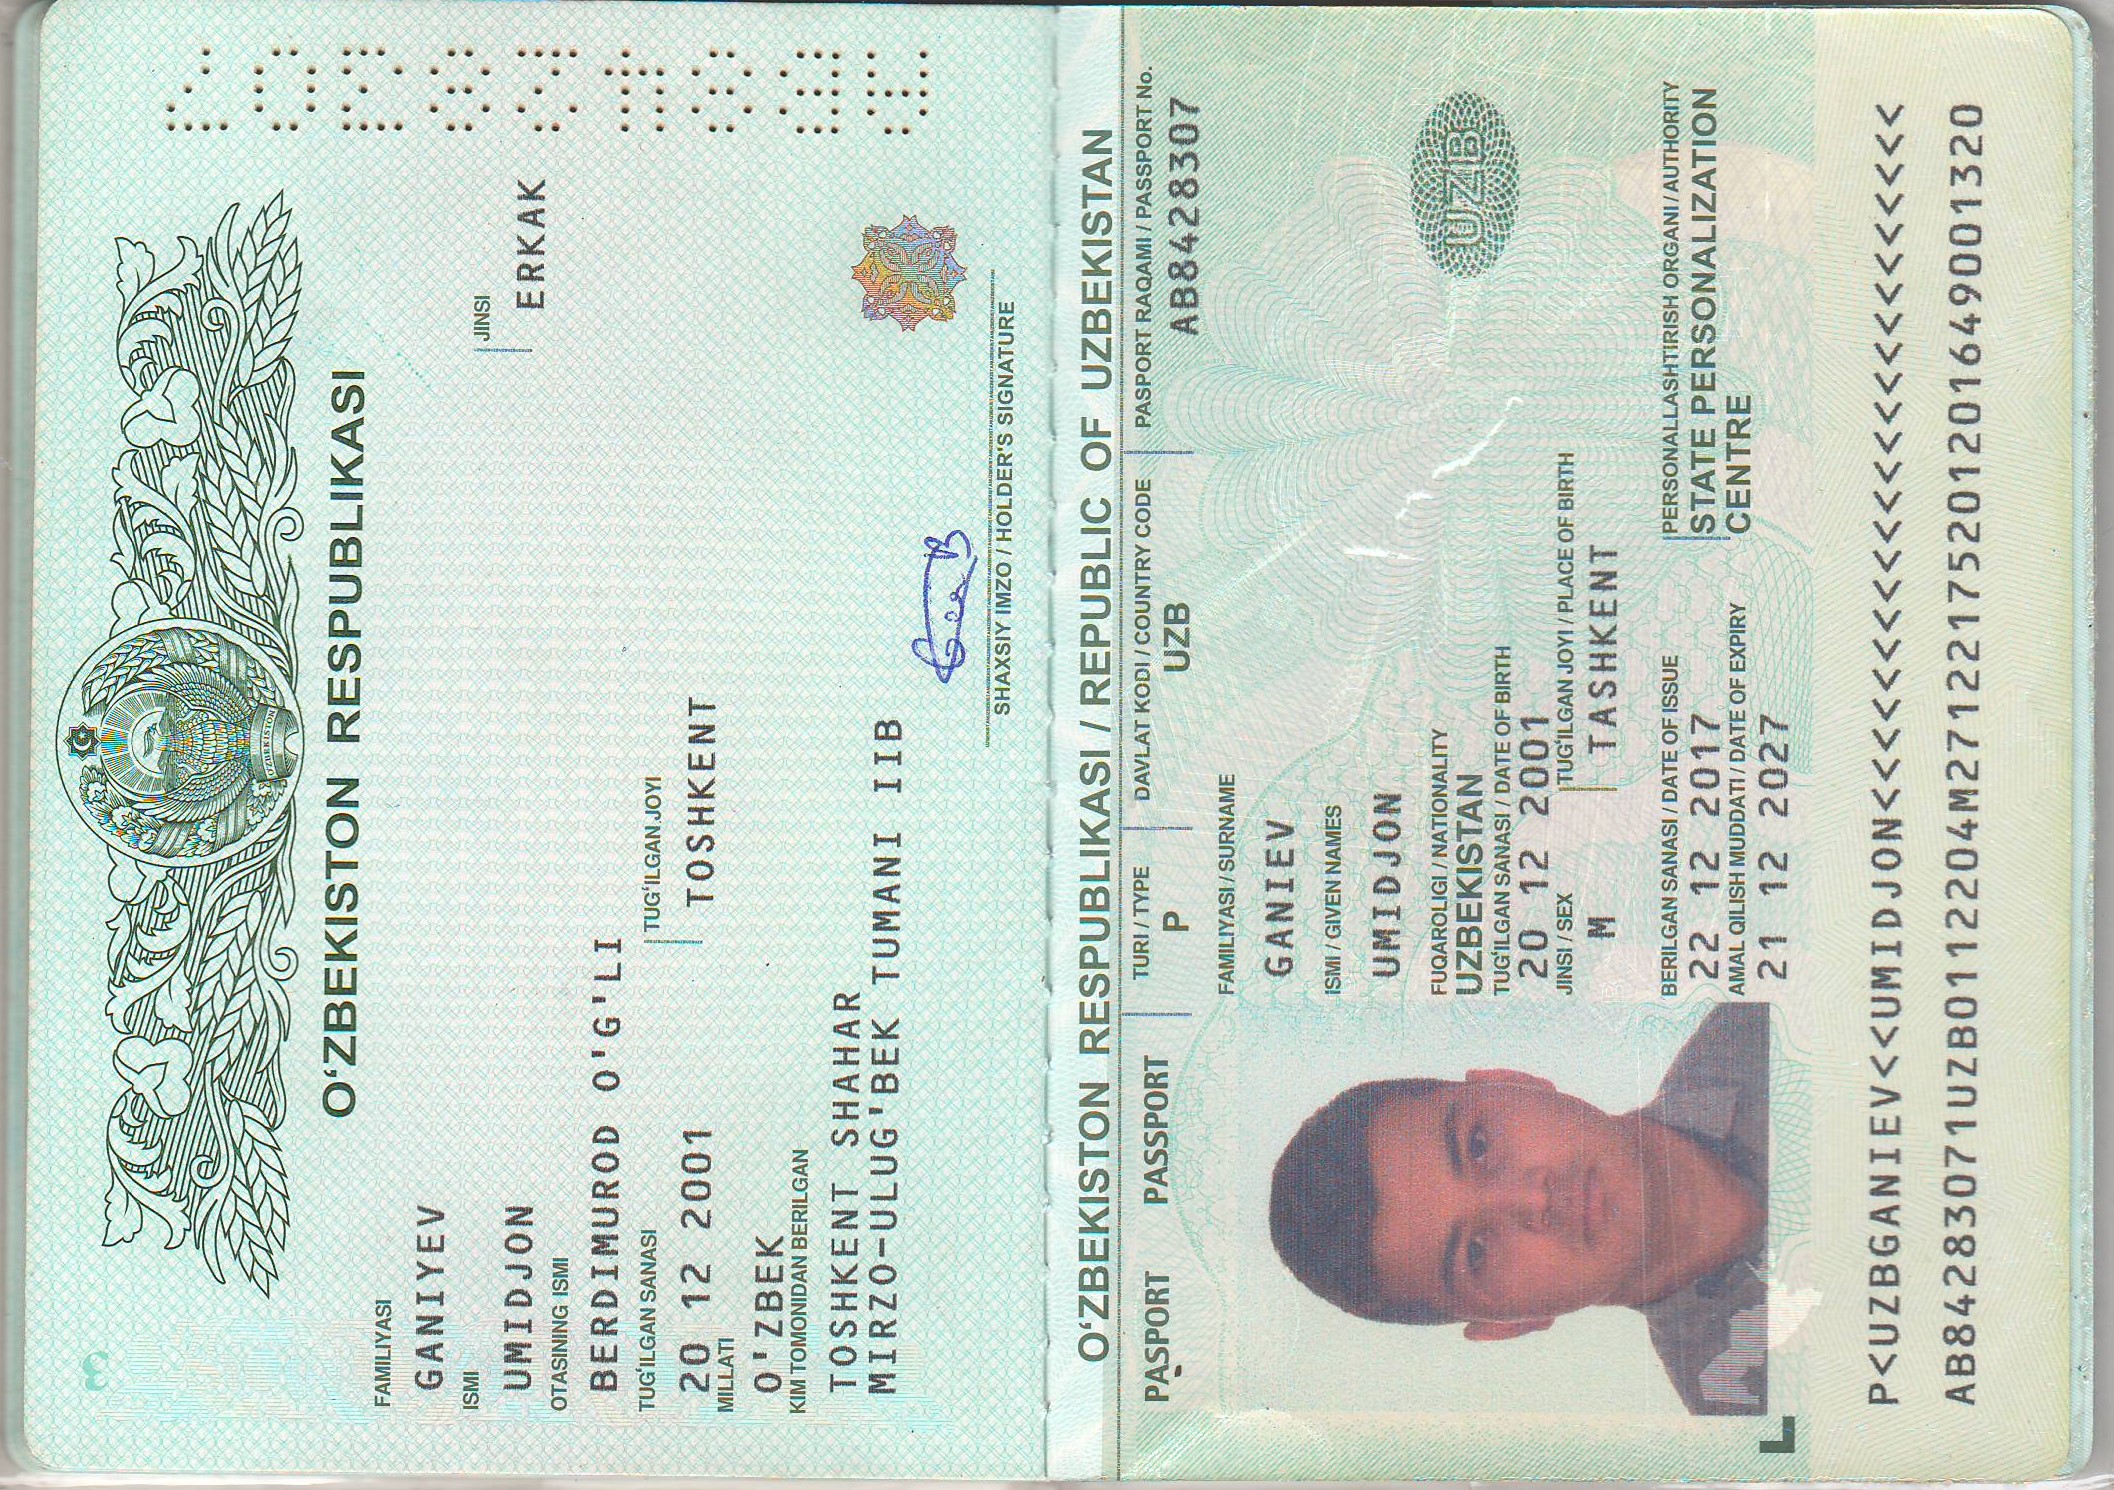 3
O'ZBEKISTON RESPUBLIKASI
FAMILIYASI
GANIYEV
JINSI
ISMI
UMIDJON
ERKAK
OTASINING ISMI
BERDIMUROD O'G'LI
TUG'ILGAN SANASI
TUG'ILGAN JOYI
20 12 2001
TOSHKENT
MILLATI
O'ZBEK
KIM TOMONIDAN BERILGAN
TOSHKENT SHAHAR
MIRZO-ULUG'BEK TUMANI IIB
SHAXSIY IMZO / HOLDER'S SIGNATURE
O'ZBEKISTON RESPUBLIKASI / REPUBLIC OF UZBEKISTAN
PASPORT PASSPORT
TURI / TYPE
DAVLAT KODI / COUNTRY CODE
PASPORT RAQAMI / PASSPORT No.
P
UZB
AB8428307
FAMILIYASI / SURNAME
GANIEV
ISMI / GIVEN NAMES
UMIDJON
FUQAROLIGI / NATIONALITY
UZBEKISTAN
UZB
TUG'ILGAN SANASI / DATE OF BIRTH
20 12 2001
JINSI / SEX
TUG'ILGAN JOYI / PLACE OF BIRTH
M
TASHKENT
BERILGAN SANASI / DATE OF ISSUE
PERSONALLASHTIRISH ORGANI / AUTHORITY
22 12 2017
STATE PERSONALIZATION
CENTRE
AMAL QILISH MUDDATI / DATE OF EXPIRY
21 12 2027
P<UZBGANIEV<<UMIDJON<<<<<<<<<<<<<<<<<<<<<<<<
AB84283071UZB0112204M27122175201201649001320